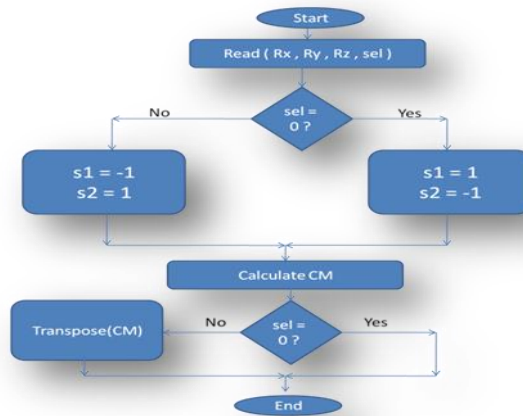 Start
Read ( Rx , Ry , Rz , sel )
sel =
0 ?
No
Yes
s1 = -1
s2 = 1
s1 = 1
s2 = -1
Calculate CM
sel =
0 ?
No
Yes
Transpose(CM)
End